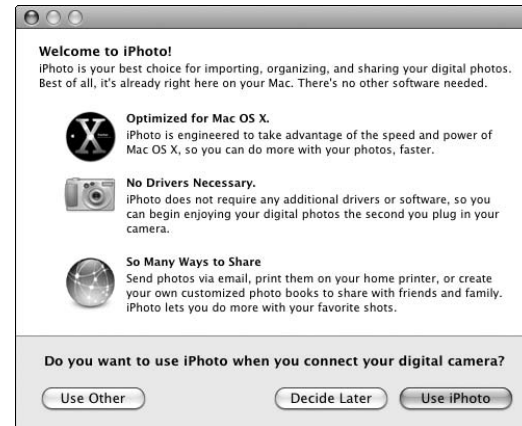 Welcome to iPhoto!
iPhoto is your best choice for importing, organizing, and sharing your digital photos.
Best of all, it's already right here on your Mac. There's no other software needed.
X
Optimized for Mac OS X.
iPhoto is engineered to take advantage of the speed and power of
Mac OS X, so you can do more with your photos, faster.
No Drivers Necessary.
iPhoto does not require any additional drivers or software, so you
can begin enjoying your digital photos the second you plug in your
camera.
So Many Ways to Share
Send photos via email, print them on your home printer, or create
your own customized photo books to share with friends and family.
iPhoto lets you do more with your favorite shots.
Do you want to use iPhoto when you connect your digital camera?
Use Other
Decide Later
Use iPhoto